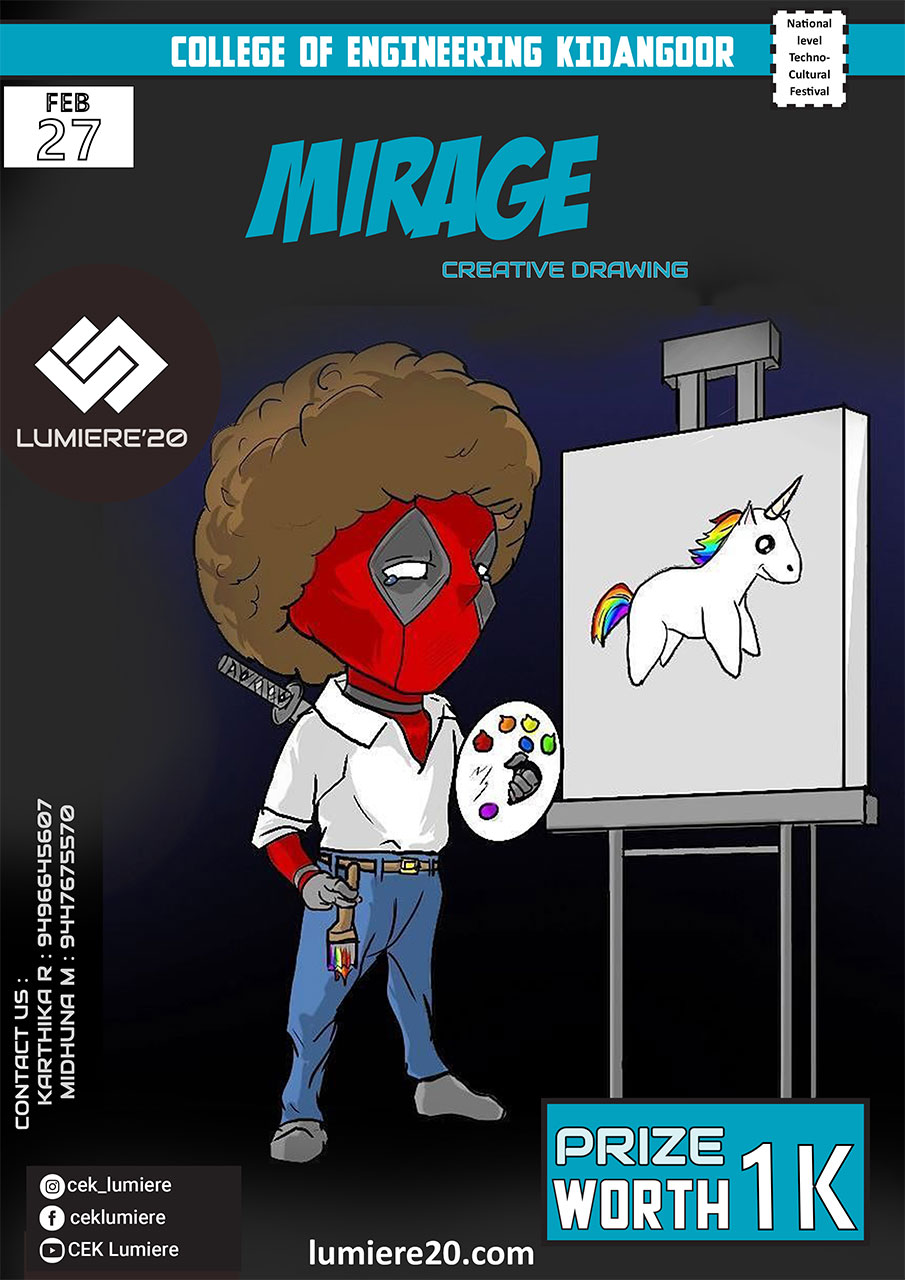 COLLEGE OF ENGINEERING KIDANGOOR
National
level
Techno-
Cultural
Festival
FEB
27
MIRAGE
CREATIVE DRAWING
LUMIERE'20
CONTACT US :
KARTHIKA R : 9496645607
MIDHUNA M : 9447675570
PRIZE
WORTH 1K
cek_lumiere
ceklumiere
CEK Lumiere
lumiere20.com